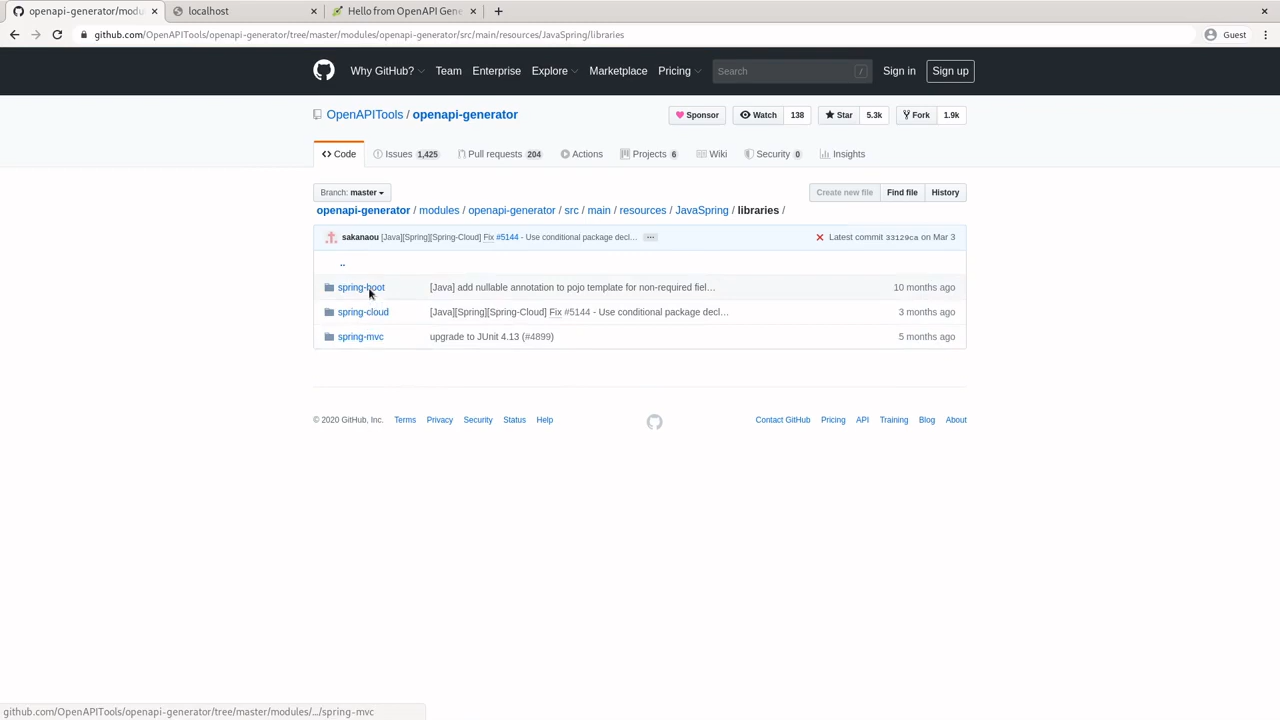 openapi-generator/modu
localhost
Hello from OpenAPI Gene
github.com/OpenAPITools/openapi-generator/tree/master/modules/openapi-generator/src/main/resources/JavaSpring/libraries
Guest
Why GitHub? Team Enterprise Explore Marketplace Pricing Search / Sign in Sign up
OpenAPITools / openapi-generator
Sponsor Watch 138 Star 5.3k Fork 1.9k
Code Issues 1,425 Pull requests 204 Actions Projects 6 Wiki Security 0 Insights
Branch: master Create new file Find file History
openapi-generator / modules / openapi-generator / src / main / resources / JavaSpring / libraries /
sakanaou [Java][Spring][Spring-Cloud] Fix #5144 - Use conditional package decl… ... Latest commit 33129ca on Mar 3
..
spring-boot [Java] add nullable annotation to pojo template for non-required fiel… 10 months ago
spring-cloud [Java][Spring][Spring-Cloud] Fix #5144 - Use conditional package decl… 3 months ago
spring-mvc upgrade to JUnit 4.13 (#4899) 5 months ago
© 2020 GitHub, Inc. Terms Privacy Security Status Help Contact GitHub Pricing API Training Blog About
github.com/OpenAPITools/openapi-generator/tree/master/modules/.../spring-mvc